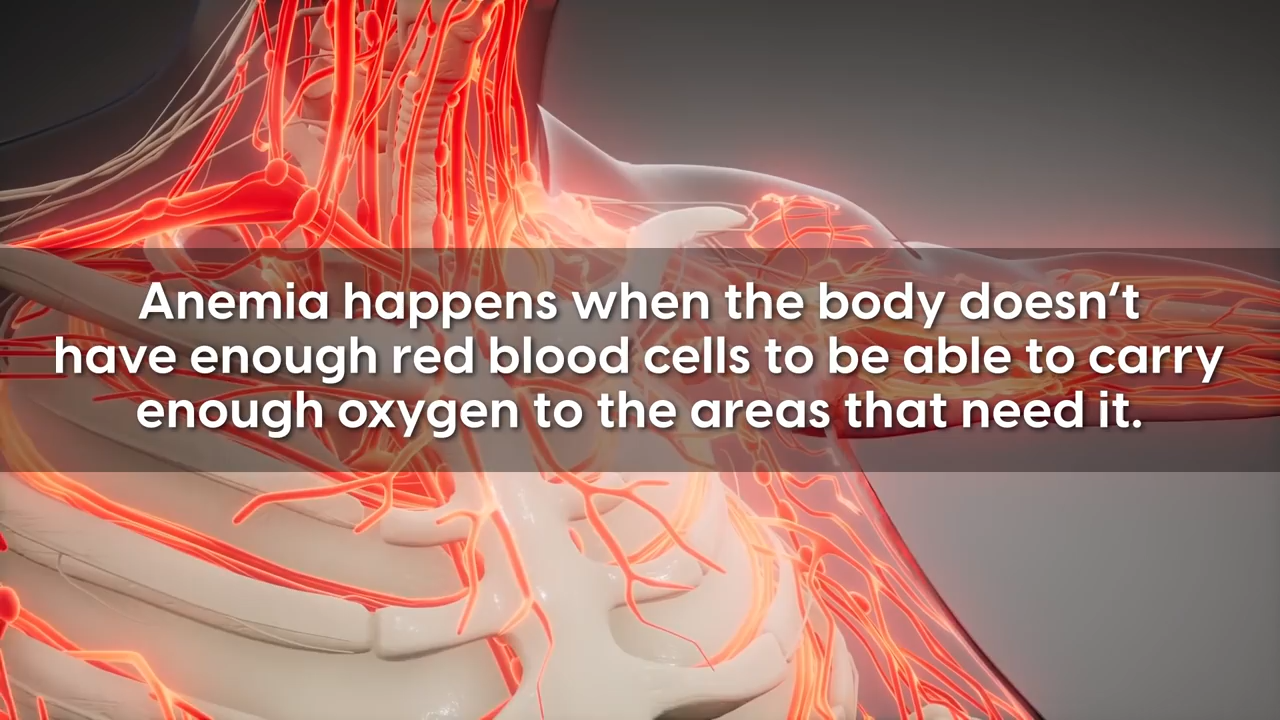 Anemia happens when the body doesn’t
have enough red blood cells to be able to carry
enough oxygen to the areas that need it.